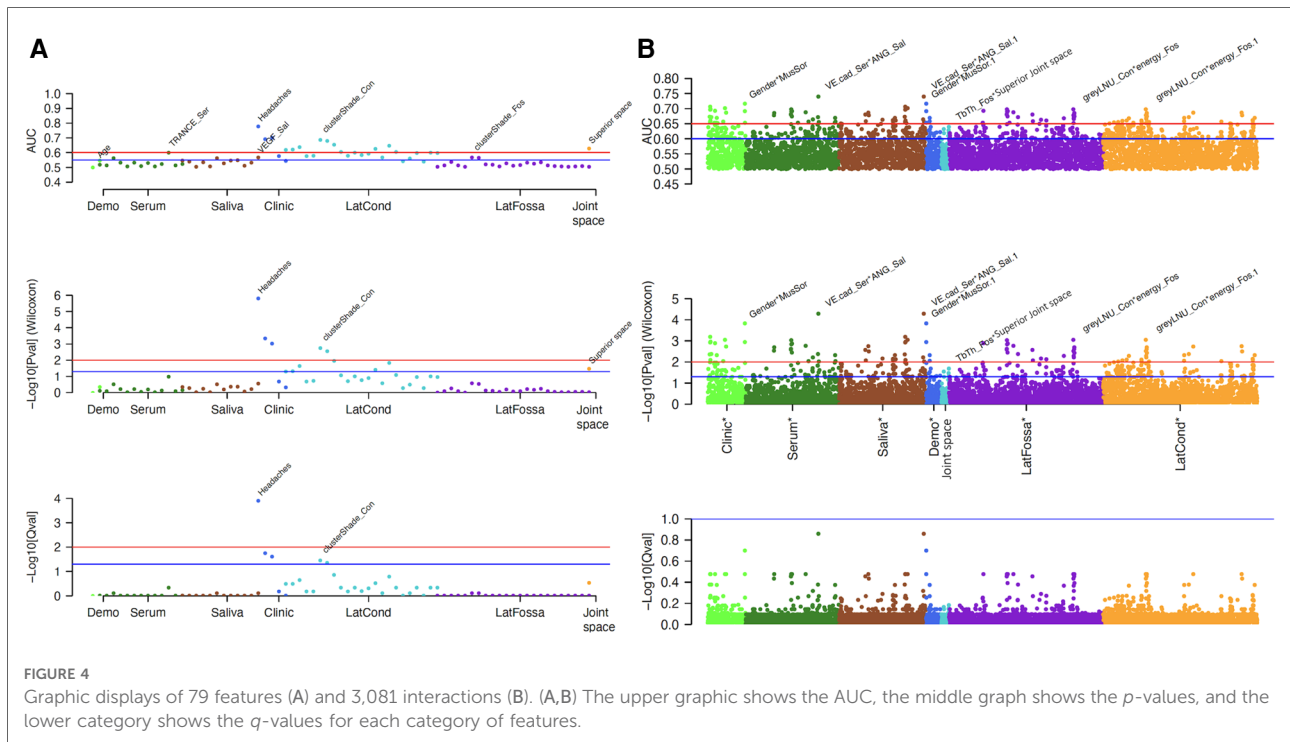 A
B
AUC
1.0
0.9
0.8
0.7
0.6
0.5
0.4
Age
TRANCE_Ser
Headaches
VEGF_Sal
clusterShade_Con
clusterShade_Fos
Superior space
Demo Serum Saliva Clinic LatCond LatFossa Joint space
−Log10[Pval] (Wilcoxon)
6
5
4
3
2
1
0
Headaches
clusterShade_Con
Superior space
Demo Serum Saliva Clinic LatCond LatFossa Joint space
−Log10[Qval]
4
3
2
1
0
Headaches
clusterShade_Con
Demo Serum Saliva Clinic LatCond LatFossa Joint space
AUC
0.80
0.75
0.70
0.65
0.60
0.55
0.50
0.45
Gender*MusSor
VE.cad_Ser*ANG_Sal
VE.cad_Ser*ANG_Sal.1
Gender*MusSor.1
TbTh_Fos*Superior Joint space
greyLNU_Con*energy_Fos
greyLNU_Con*energy_Fos.1
−Log10[Pval] (Wilcoxon)
5
4
3
2
1
0
Gender*MusSor
VE.cad_Ser*ANG_Sal
VE.cad_Ser*ANG_Sal.1
Gender*MusSor.1
TbTh_Fos*Superior Joint space
greyLNU_Con*energy_Fos
greyLNU_Con*energy_Fos.1
Clinic*
Serum*
Saliva*
Demo*
Joint space
LatFossa*
LatCond*
−Log10[Qval]
1.0
0.8
0.6
0.4
0.2
0.0
FIGURE 4
Graphic displays of 79 features (A) and 3,081 interactions (B). (A,B) The upper graphic shows the AUC, the middle graph shows the p-values, and the
lower category shows the q-values for each category of features.